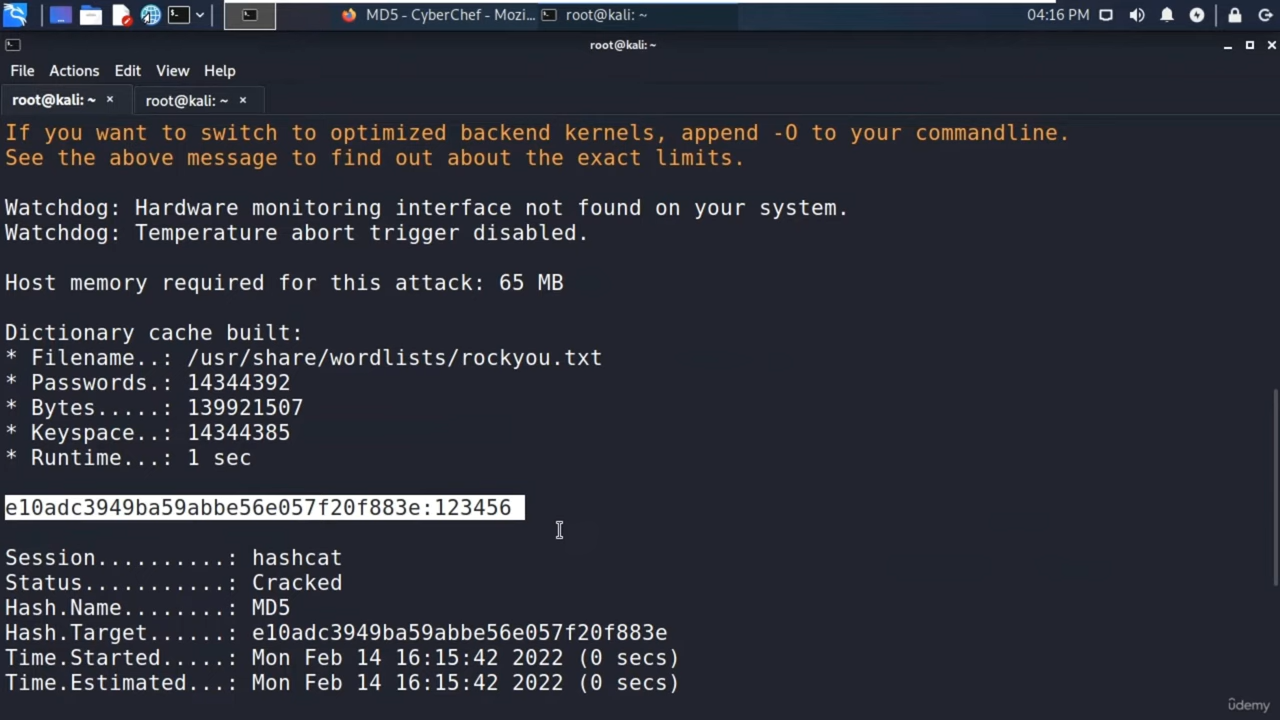 MD5 - CyberChef - Mozi... root@kali: ~ 04:16 PM
root@kali: ~
File Actions Edit View Help
root@kali: ~ × root@kali: ~ ×
If you want to switch to optimized backend kernels, append -O to your commandline.
See the above message to find out about the exact limits.
Watchdog: Hardware monitoring interface not found on your system.
Watchdog: Temperature abort trigger disabled.
Host memory required for this attack: 65 MB
Dictionary cache built:
* Filename..: /usr/share/wordlists/rockyou.txt
* Passwords.: 14344392
* Bytes.....: 139921507
* Keyspace..: 14344385
* Runtime...: 1 sec
e10adc3949ba59abbe56e057f20f883e:123456
Session..........: hashcat
Status...........: Cracked
Hash.Name........: MD5
Hash.Target......: e10adc3949ba59abbe56e057f20f883e
Time.Started.....: Mon Feb 14 16:15:42 2022 (0 secs)
Time.Estimated...: Mon Feb 14 16:15:42 2022 (0 secs)
ûdemy